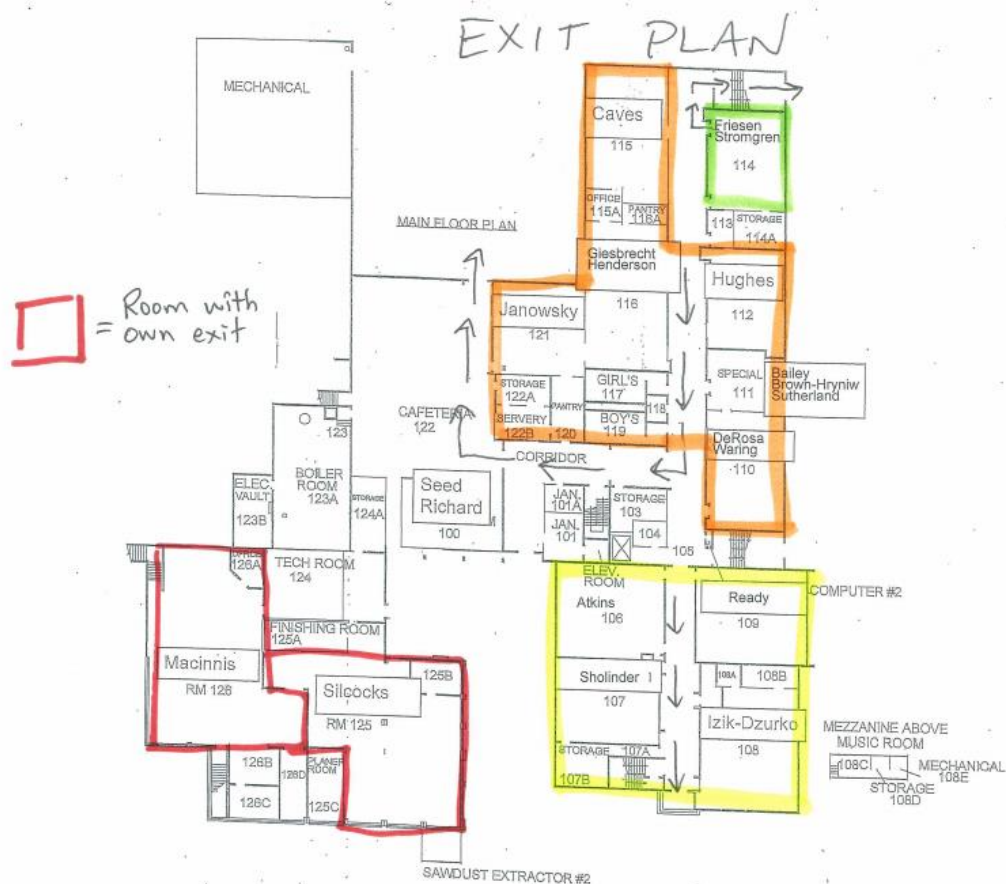 EXIT PLAN
MECHANICAL
Caves
115
Friesen
Stromgren
114
OFFICE
115A
PANTRY
116A
113
STORAGE
114A
MAIN FLOOR PLAN
Giesbrecht
Henderson
116
Hughes
112
Room with
= own exit
Janowsky
121
STORAGE
122A
GIRL'S
117
118
SPECIAL
111
Bailey
Brown-Hryniw
Sutherland
CAFETERIA
122
SERVERY
122B
PANTRY
120
BOY'S
119
DeRosa
Waring
110
CORRIDOR
123
BOILER
ROOM
123A
ELEC.
VAULT
123B
STORAGE
124A
Seed
Richard
100
JAN.
101A
JAN.
101
STORAGE
103
104
105
126A
TECH ROOM
124
ELEV.
ROOM
COMPUTER #2
Atkins
106
Ready
109
FINISHING ROOM
125A
Macinnis
RM 126
Silcocks
RM 125
125B
Sholinder
107
108A
108B
Izik-Dzurko
108
MEZZANINE ABOVE
MUSIC ROOM
108C
MECHANICAL
108E
STORAGE
108D
STORAGE
107A
107B
126B
126C
126D
PLANER
ROOM
125C
SAWDUST EXTRACTOR #2